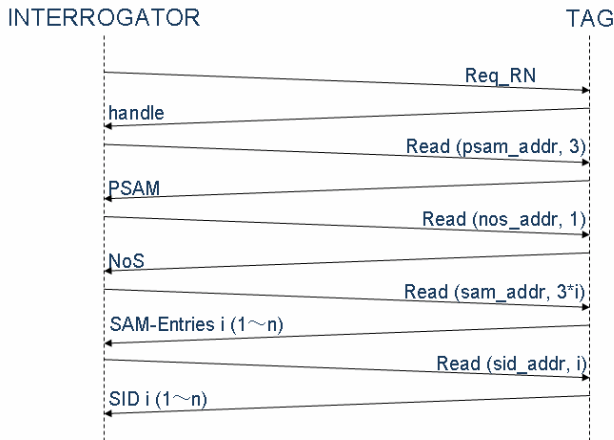 INTERROGATOR
TAG
Req_RN
handle
Read (psam_addr, 3)
PSAM
Read (nos_addr, 1)
NoS
Read (sam_addr, 3*i)
SAM-Entries i (1～n)
Read (sid_addr, i)
SID i (1～n)